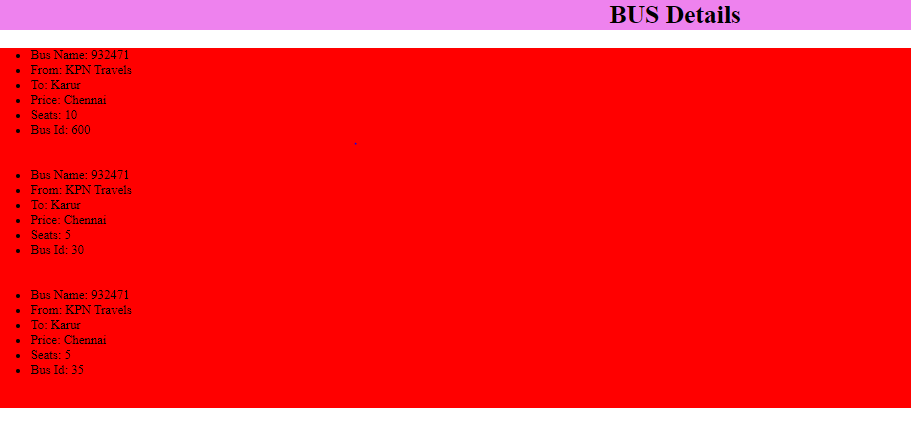 BUS Details
Bus Name: 932471
From: KPN Travels
To: Karur
Price: Chennai
Seats: 10
Bus Id: 600
Bus Name: 932471
From: KPN Travels
To: Karur
Price: Chennai
Seats: 5
Bus Id: 30
Bus Name: 932471
From: KPN Travels
To: Karur
Price: Chennai
Seats: 5
Bus Id: 35